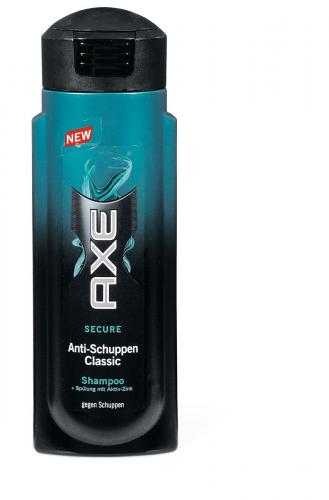 NEW
AXE
SECURE
Anti-Schuppen
Classic
Shampoo
+ Spülung mit Aktiv-Zink
gegen Schuppen